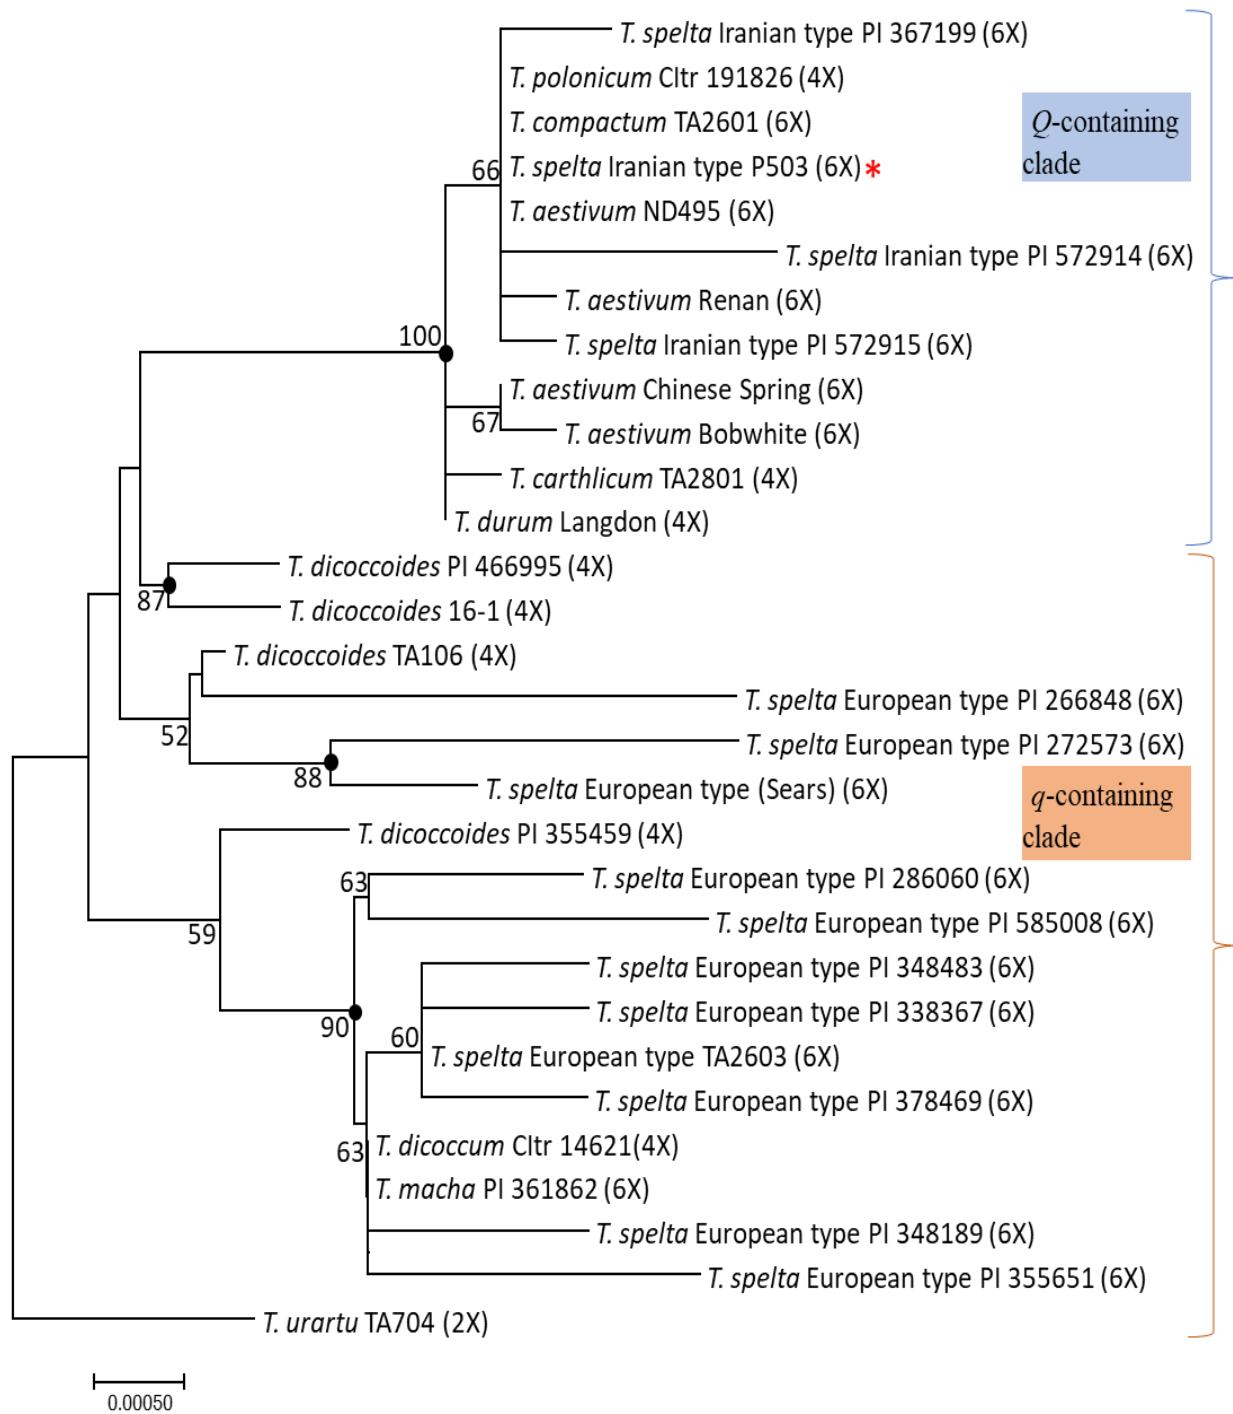 T. spelta Iranian type PI 367199 (6X)
T. polonicum Cltr 191826 (4X)
T. compactum TA2601 (6X)
Q-containing
clade
66
T. spelta Iranian type P503 (6X)*
T. aestivum ND495 (6X)
T. spelta Iranian type PI 572914 (6X)
T. aestivum Renan (6X)
100
T. spelta Iranian type PI 572915 (6X)
T. aestivum Chinese Spring (6X)
67
T. aestivum Bobwhite (6X)
T. carthlicum TA2801 (4X)
T. durum Langdon (4X)
T. dicoccoides PI 466995 (4X)
87
T. dicoccoides 16-1 (4X)
T. dicoccoides TA106 (4X)
T. spelta European type PI 266848 (6X)
52
T. spelta European type PI 272573 (6X)
88
T. spelta European type (Sears) (6X)
q-containing
clade
T. dicoccoides PI 355459 (4X)
63
T. spelta European type PI 286060 (6X)
59
T. spelta European type PI 585008 (6X)
T. spelta European type PI 348483 (6X)
90
T. spelta European type PI 338367 (6X)
60
T. spelta European type TA2603 (6X)
T. spelta European type PI 378469 (6X)
63
T. dicoccum Cltr 14621(4X)
T. macha PI 361862 (6X)
T. spelta European type PI 348189 (6X)
T. spelta European type PI 355651 (6X)
T. urartu TA704 (2X)
0.00050